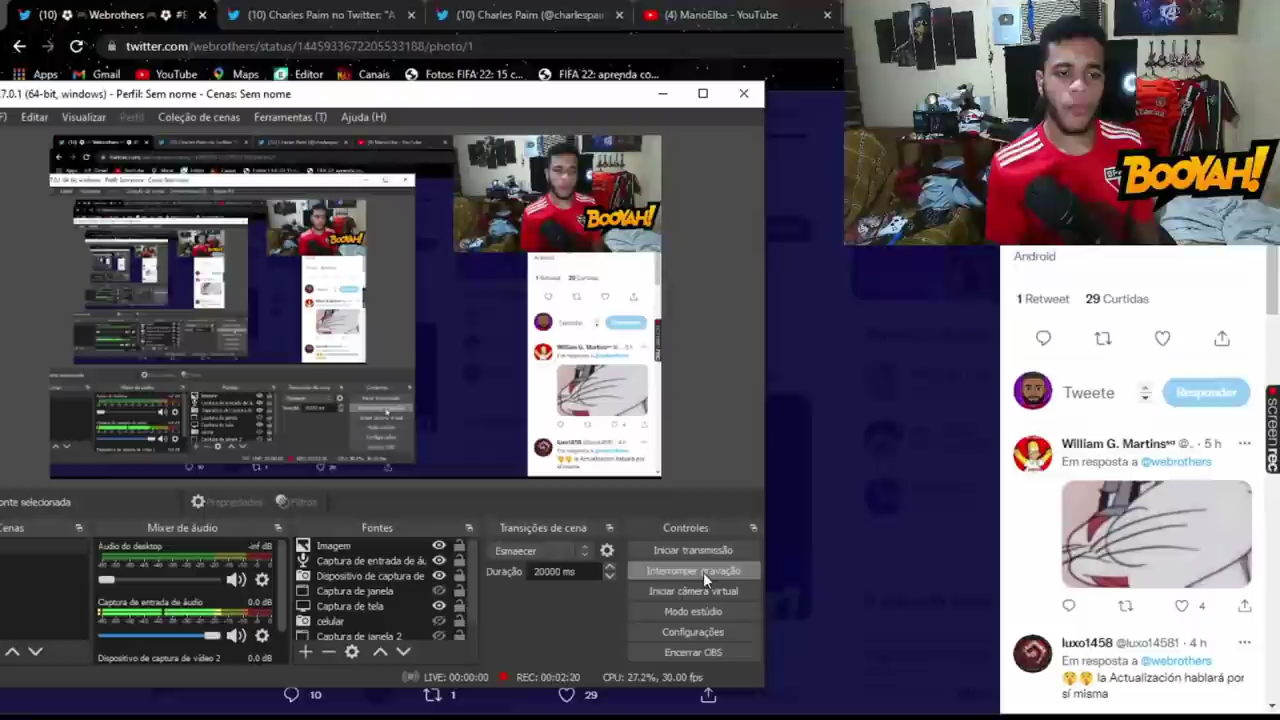 (10) ⚽ Webrothers 🎮 ⚽ #E
(10) Charles Paim no Twitter: "A
(10) Charles Paim (@charlespau
ManoElba - YouTube
twitter.com/webrothers/status/1445933672205533188/photo/1
Apps
Gmail
YouTube
Maps
Editor
Canais
Fotos: FIFA 22: 15 c...
FIFA 22: aprenda co...
7.0.1 (64-bit, windows) - Perfil: Sem nome - Cenas: Sem nome
F)
Editar
Visualizar
Perfil
Coleção de cenas
Ferramentas (T)
Ajuda (H)
BOOYAH!
BOOYAH!
Android
1 Retweet 29 Curtidas
Tweete
Responder
William G. Martins @.. · 5 h
Em resposta a @webrothers
4
luxo1458 @luxo14581 · 4 h
Em resposta a @webrothers
🤫🤫 la Actualización hablará por
sí misma
SCREENREC
onte selecionada
Propriedades
Filtros
Cenas
Mixer de áudio
Fontes
Transições de cena
Controles
Áudio do desktop
-inf dB
Captura de entrada de áudio
0.0 dB
Dispositivo de captura de vídeo 2
0.0 dB
Imagem
Captura de entrada de áu
Dispositivo de captura de
Captura de janela
Captura de tela
celular
Captura de janela 2
Esmaecer
Duração
20000 ms
Iniciar transmissão
Interromper gravação
Iniciar câmera virtual
Modo estúdio
Configurações
Encerrar OBS
LIVE: 00:00:00
REC: 00:02:20
CPU: 27.2%, 30.00 fps
10
1
29